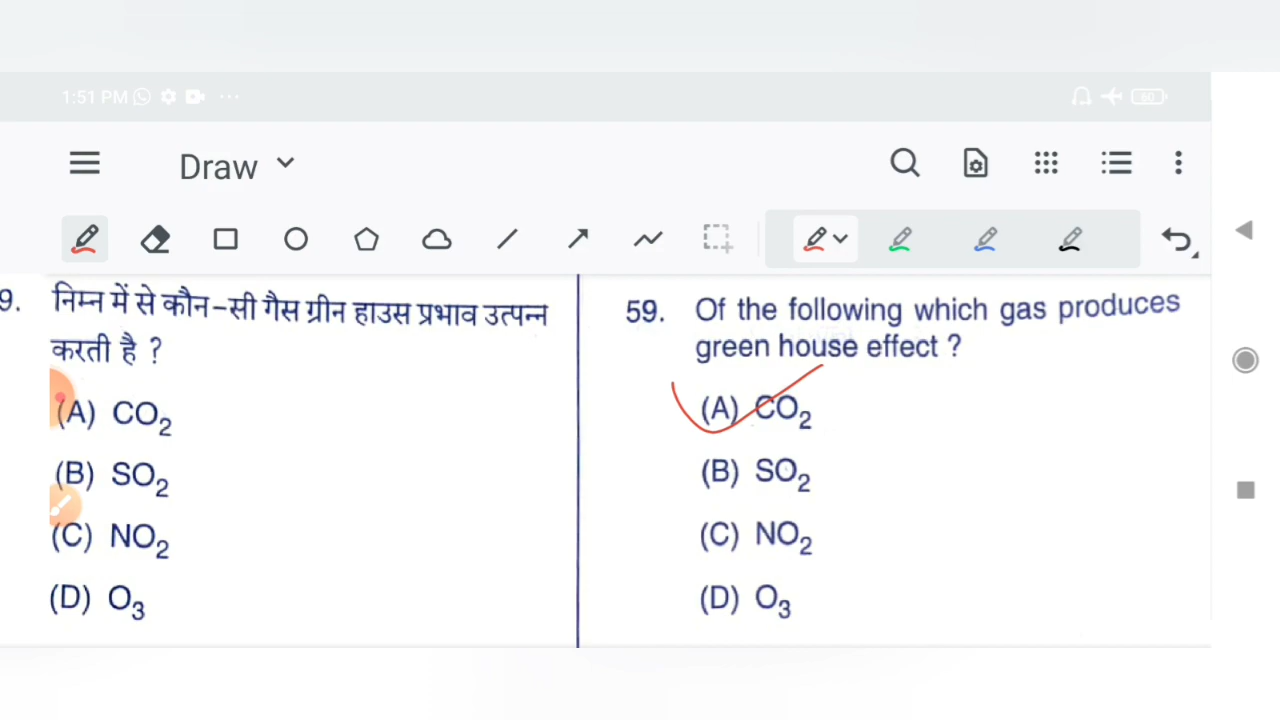 1:51 PM
60
Draw
9. निम्न में से कौन-सी गैस ग्रीन हाउस प्रभाव उत्पन्न
करती है ?
(A) CO₂
(B) SO₂
(C) NO₂
(D) O₃
59. Of the following which gas produces
green house effect ?
(A) CO₂
(B) SO₂
(C) NO₂
(D) O₃